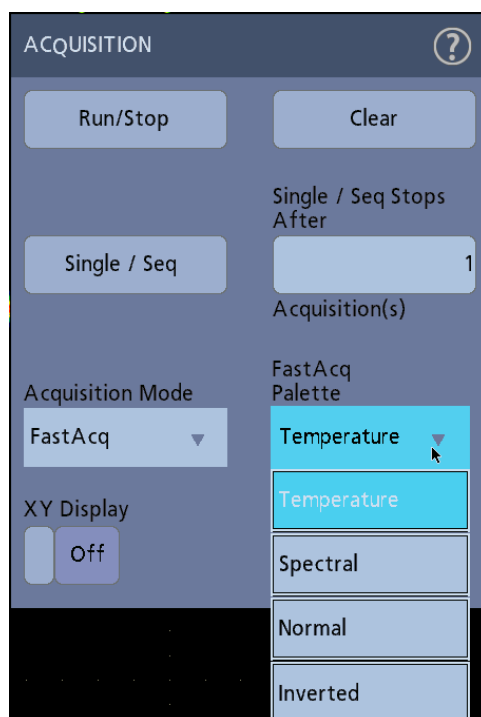 ACQUISITION
?
Run/Stop
Clear
Single / Seq Stops
After
Single / Seq
1
Acquisition(s)
FastAcq
Palette
Acquisition Mode
FastAcq
Temperature
Temperature
XY Display
Off
Spectral
Normal
Inverted